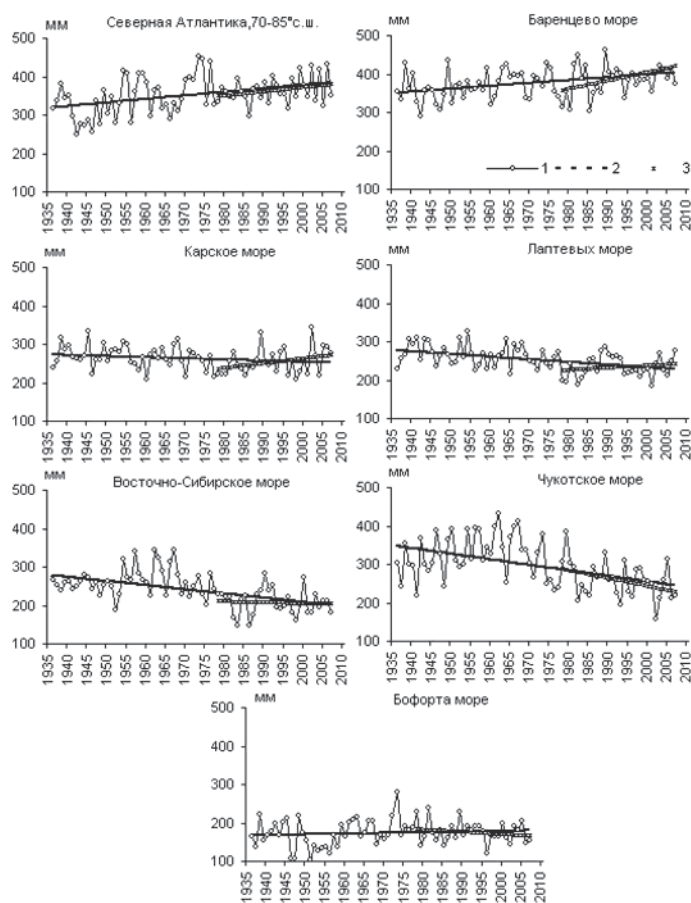 мм Северная Атлантика,70-85°с.ш.
500
400
300
200
100
1935 1940 1945 1950 1955 1960 1965 1970 1975 1980 1985 1990 1995 2000 2005 2010
мм Баренцево море
500
400
300
200
100
1 2 3
1935 1940 1945 1950 1955 1960 1965 1970 1975 1980 1985 1990 1995 2000 2005 2010
мм Карское море
500
400
300
200
100
1935 1940 1945 1950 1955 1960 1965 1970 1975 1980 1985 1990 1995 2000 2005 2010
мм Лаптевых море
500
400
300
200
100
1935 1940 1945 1950 1955 1960 1965 1970 1975 1980 1985 1990 1995 2000 2005 2010
мм Восточно-Сибирское море
500
400
300
200
100
1935 1940 1945 1950 1955 1960 1965 1970 1975 1980 1985 1990 1995 2000 2005 2010
мм Чукотское море
500
400
300
200
100
1935 1940 1945 1950 1955 1960 1965 1970 1975 1980 1985 1990 1995 2000 2005 2010
мм Бофорта море
400
300
200
100
1935 1940 1945 1950 1955 1960 1965 1970 1975 1980 1985 1990 1995 2000 2005 2010